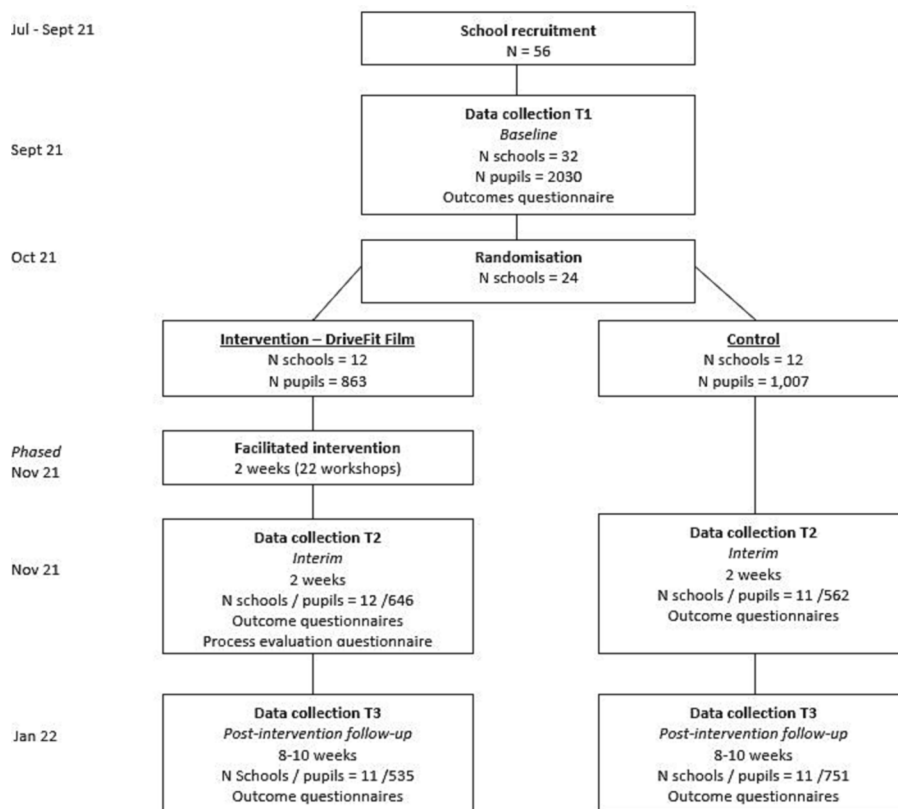 Jul - Sept 21
School recruitment
N = 56
Sept 21
Data collection T1
Baseline
N schools = 32
N pupils = 2030
Outcomes questionnaire
Oct 21
Randomisation
N schools = 24
Intervention – DriveFit Film
N schools = 12
N pupils = 863
Control
N schools = 12
N pupils = 1,007
Phased
Nov 21
Facilitated intervention
2 weeks (22 workshops)
Nov 21
Data collection T2
Interim
2 weeks
N schools / pupils = 12 /646
Outcome questionnaires
Process evaluation questionnaire
Data collection T2
Interim
2 weeks
N schools / pupils = 11 /562
Outcome questionnaires
Jan 22
Data collection T3
Post-intervention follow-up
8-10 weeks
N Schools / pupils = 11 /535
Outcome questionnaires
Data collection T3
Post-intervention follow-up
8-10 weeks
N schools / pupils = 11 /751
Outcome questionnaires